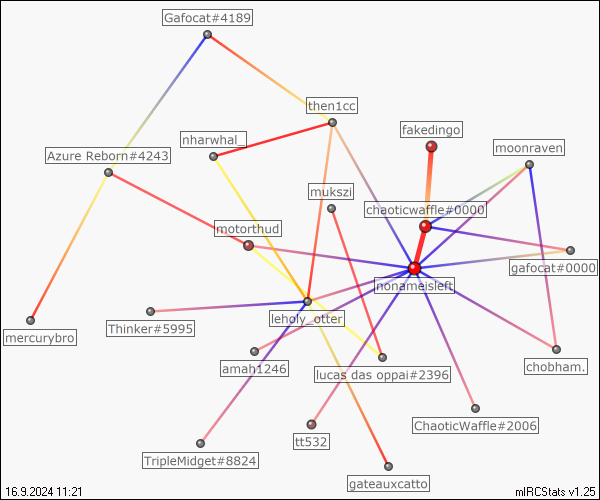 Gafocat#4189
then1cc
fakedingo
nharwhal_
moonraven
Azure Reborn#4243
mukszi
chaoticwaffle#0000
motorthud
gafocat#0000
nonameisleft
leholy_otter
Thinker#5995
mercurybro
amah1246
lucas das oppai#2396
chobham.
ChaoticWaffle#2006
tt532
TripleMidget#8824
gateauxcatto
16.9.2024 11:21
mIRCStats v1.25